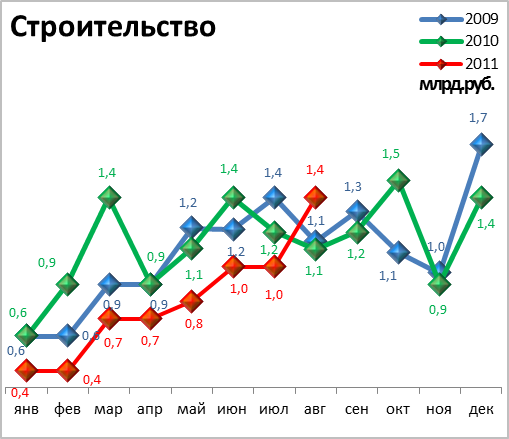 Строительство
2009
2010
2011
млрд.руб.
1,7
1,5
1,4 1,4 1,4 1,4
1,2 1,3 1,4
1,1 1,0
0,9 0,9 1,2 1,2 1,2 1,1
1,1 1,1
0,6 0,9 0,9 1,0 1,0 0,9
0,6 0,6 0,8
0,7 0,7
0,4 0,4
янв фев мар апр май июн июл авг сен окт ноя дек